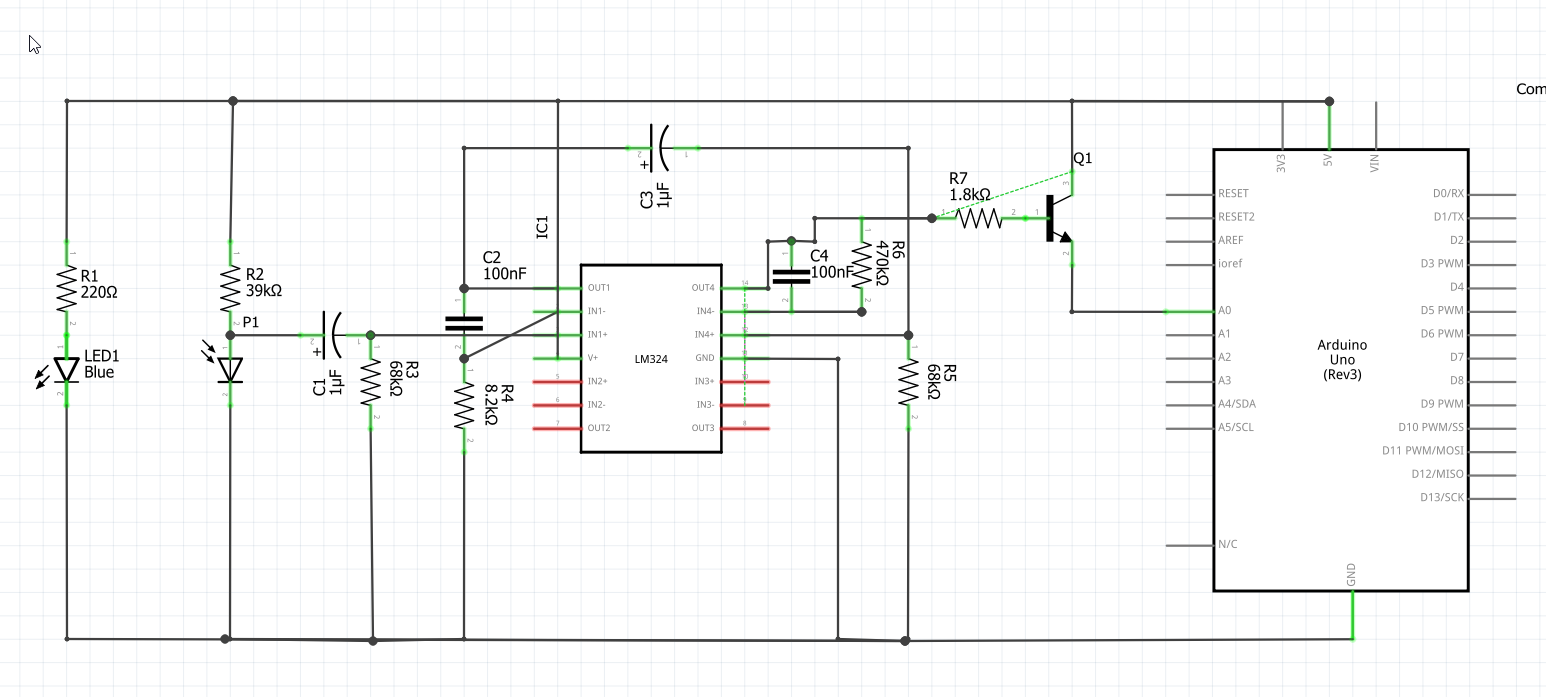 Com
Q1
3V3
5V
VIN
R7
1.8kΩ
RESET
D0/RX
C3
1µF
RESET2
D1/TX
IC1
AREF
D2
R6
470kΩ
C2
100nF
C4
100nF
ioref
D3 PWM
R1
220Ω
R2
39kΩ
OUT1
OUT4
D4
IN1-
IN4-
A0
D5 PWM
P1
IN1+
IN4+
A1
D6 PWM
LED1
Blue
C1
1µF
R3
68kΩ
V+
LM324
GND
R5
68kΩ
A2
Arduino
Uno
(Rev3)
D7
R4
8.2kΩ
IN2+
IN3+
A3
D8
IN2-
IN3-
A4/SDA
D9 PWM
OUT2
OUT3
A5/SCL
D10 PWM/SS
D11 PWM/MOSI
D12/MISO
D13/SCK
N/C
GND